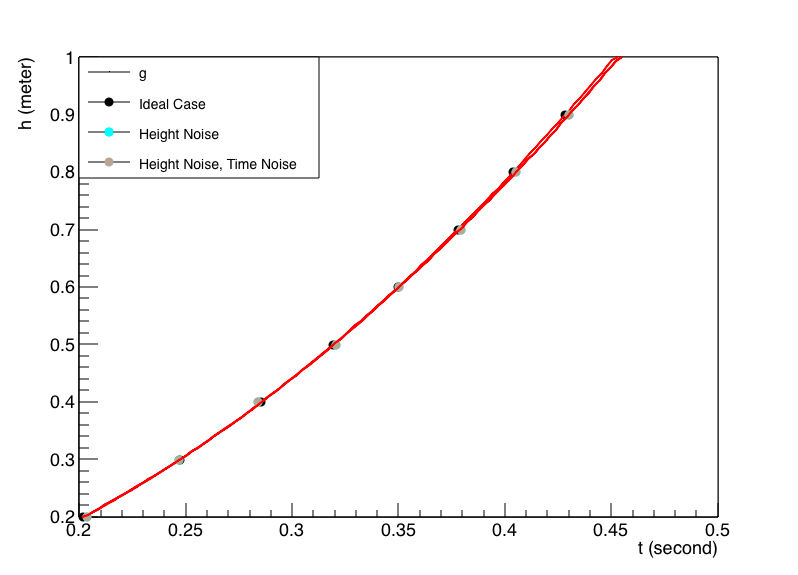 h (meter)
g
Ideal Case
Height Noise
Height Noise, Time Noise
1
0.9
0.8
0.7
0.6
0.5
0.4
0.3
0.2
0.2 0.25 0.3 0.35 0.4 0.45 0.5
t (second)